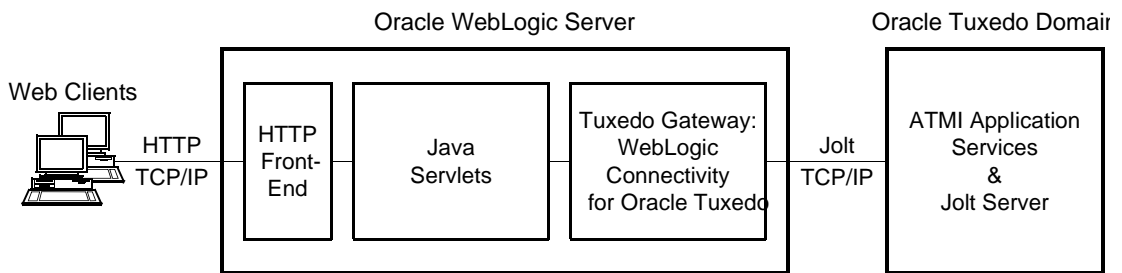 Oracle WebLogic Server
Oracle Tuxedo Domain
Web Clients
HTTP
TCP/IP
HTTP
Front-
End
Java
Servlets
Tuxedo Gateway:
WebLogic
Connectivity
for Oracle Tuxedo
Jolt
TCP/IP
ATMI Application
Services
&
Jolt Server